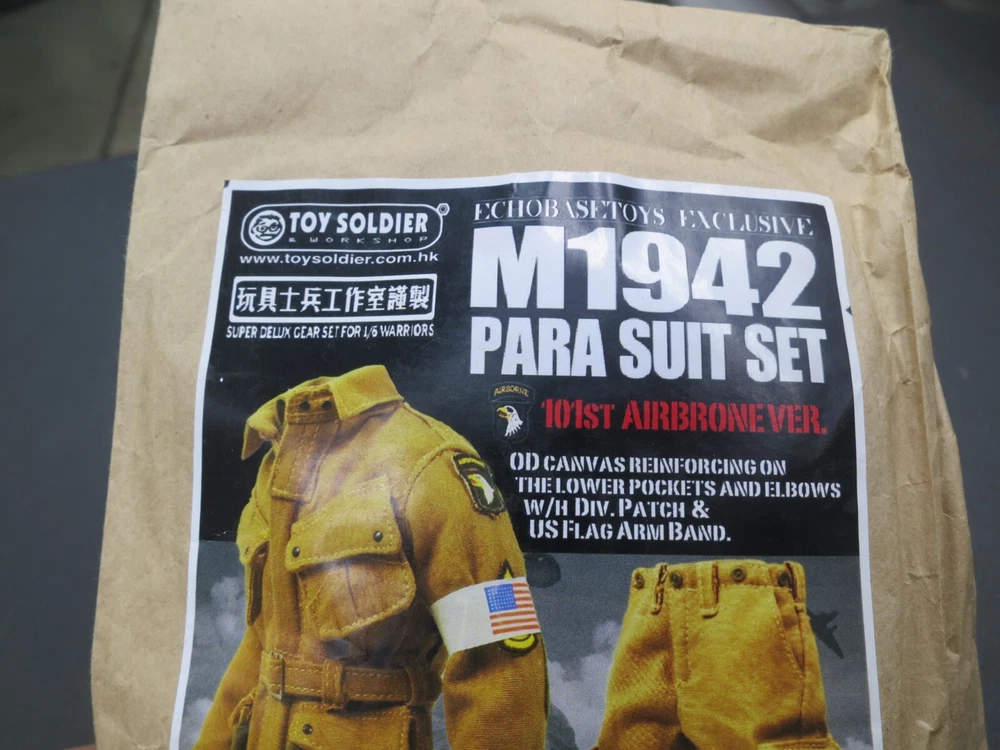 TOY SOLDIER®
& WORKSHOP
www.toysoldier.com.hk
玩具士兵工作室謹製
SUPER DELUX GEAR SET FOR 1/6 WARRIORS
ECHOBASETOYS EXCLUSIVE
M1942
PARA SUIT SET
AIRBORNE
101ST AIRBRONE VER.
OD CANVAS REINFORCING ON
THE LOWER POCKETS AND ELBOWS
W/H DIV. PATCH &
US FLAG ARM BAND.